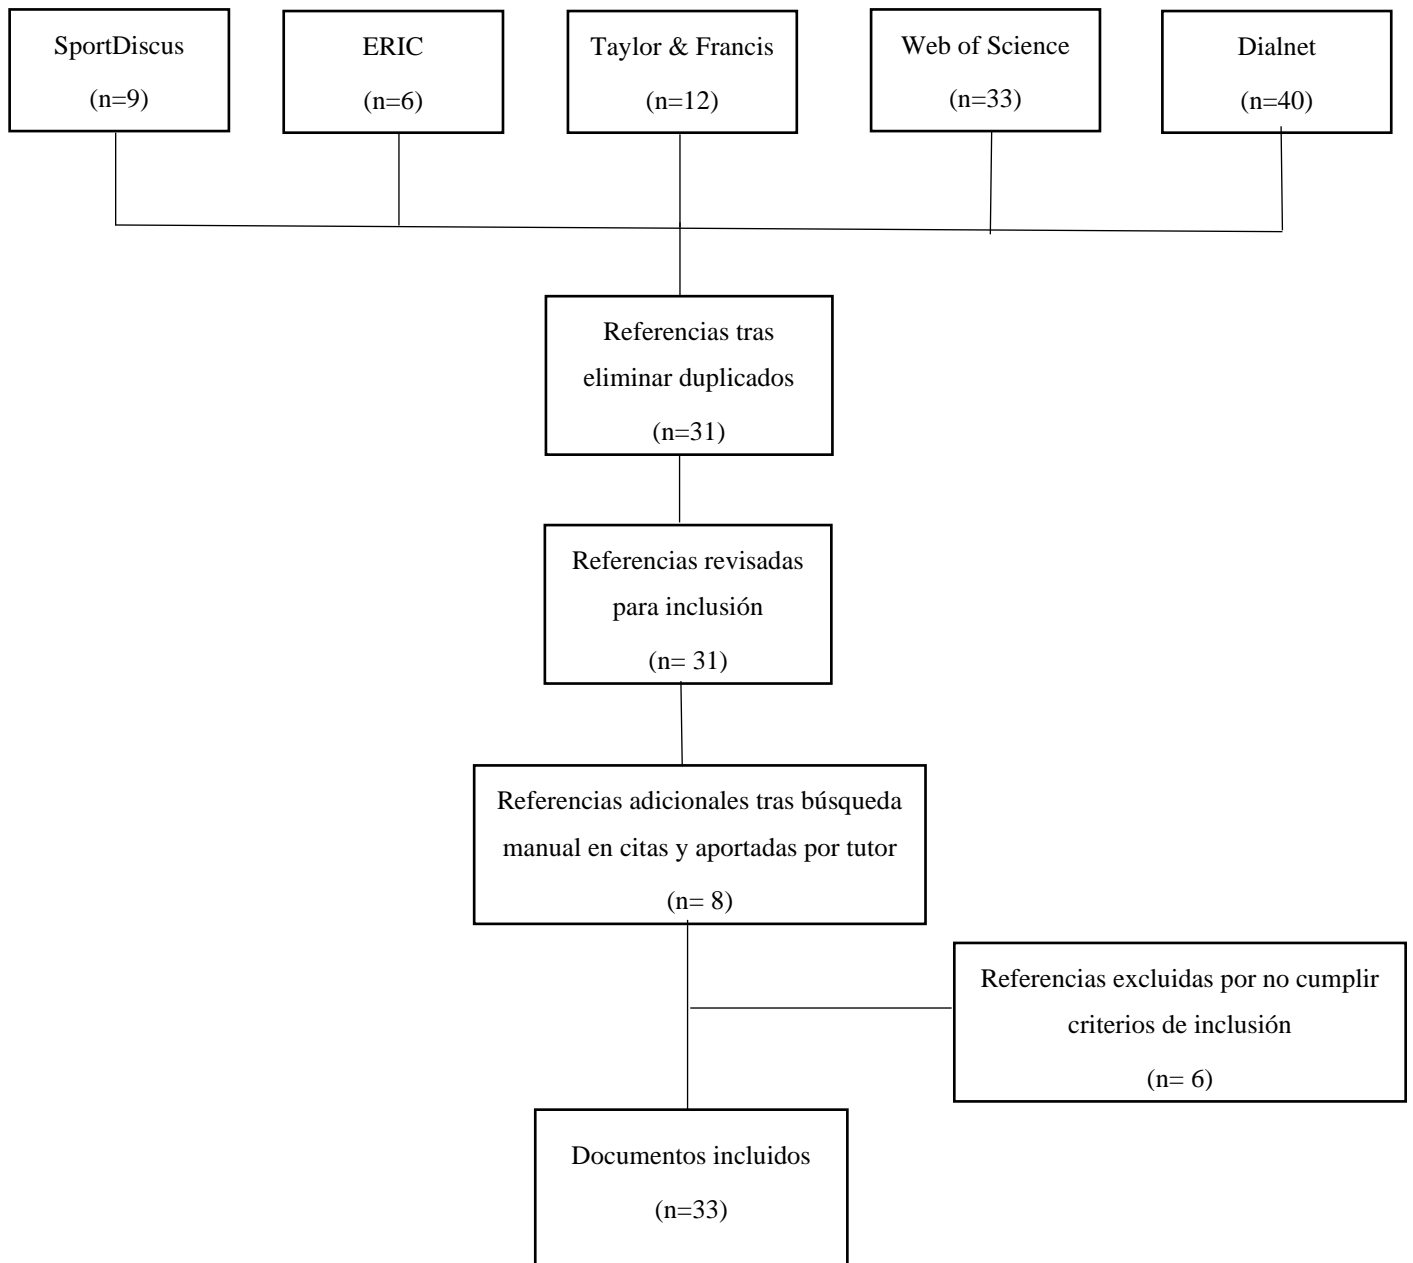 SportDiscus
(n=9)
ERIC
(n=6)
Taylor & Francis
(n=12)
Web of Science
(n=33)
Dialnet
(n=40)
Referencias tras
eliminar duplicados
(n=31)
Referencias revisadas
para inclusión
(n= 31)
Referencias adicionales tras búsqueda
manual en citas y aportadas por tutor
(n= 8)
Referencias excluidas por no cumplir
criterios de inclusión
(n= 6)
Documentos incluidos
(n=33)